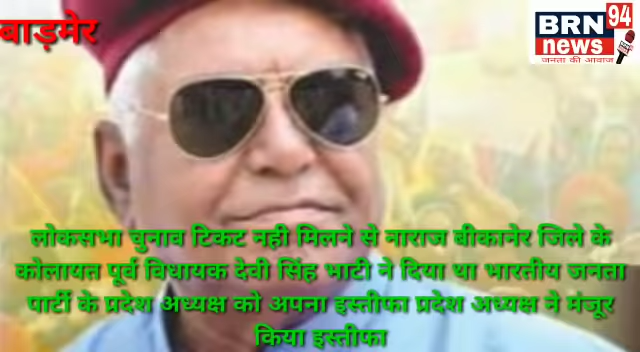 बाड़मेर
BRN 94
news
जनता की आवाज
लोकसभा चुनाव टिकट नही मिलने से नाराज बीकानेर जिले के
कोलायत पूर्व विधायक देवी सिंह भाटी ने दिया था भारतीय जनता
पार्टी के प्रदेश अध्यक्ष को अपना इस्तीफा प्रदेश अध्यक्ष ने मंजूर
किया इस्तीफा